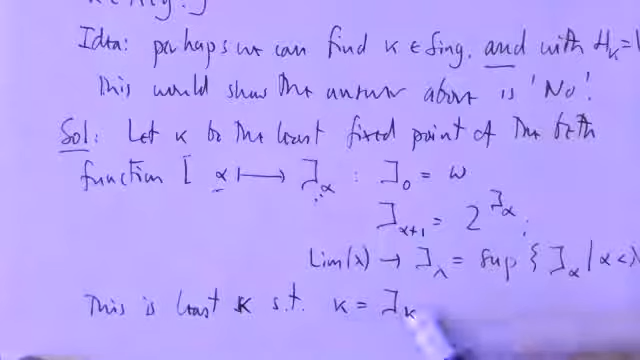 Idea: perhaps we can find κ ∈ Sing, and with H_κ = V
This would show the answer above is 'No'.
Sol: Let κ be the least fixed point of the beth
function [ α ⟼ ℶ_α : ℶ_0 = ω
ℶ_{α+1} = 2^{ℶ_α} ;
Lim(λ) → ℶ_λ = sup { ℶ_α | α < λ
This is least κ s.t. κ = ℶ_κ